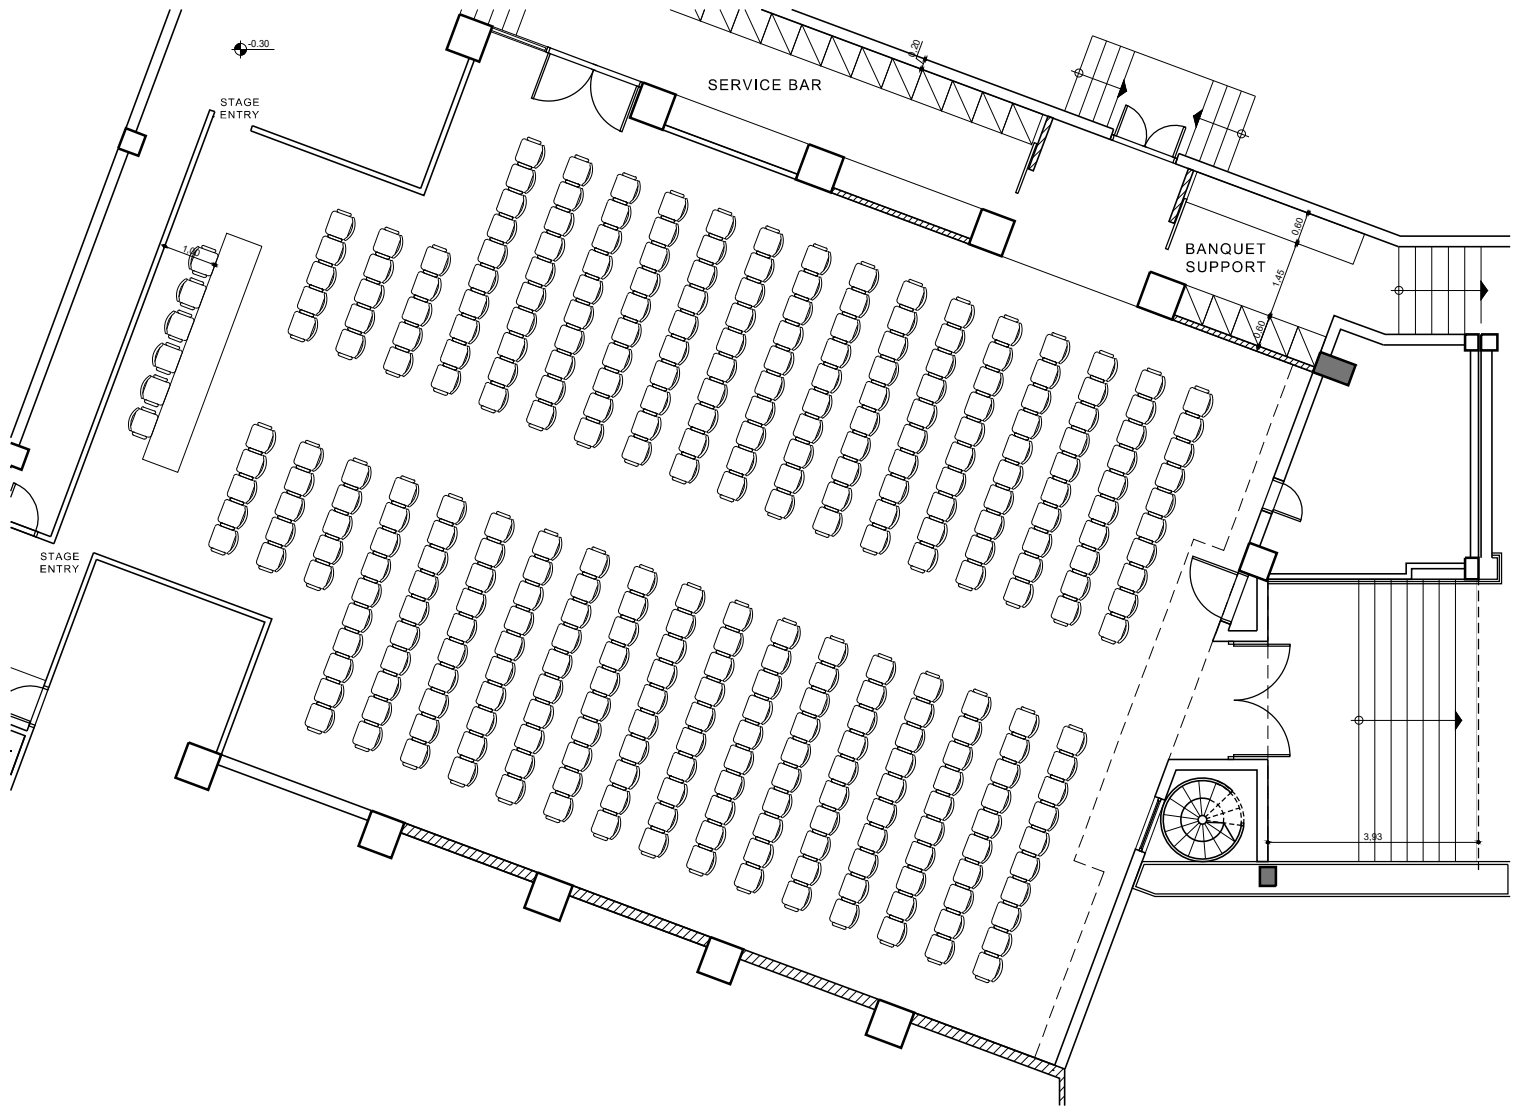 -0.30
STAGE
ENTRY
SERVICE BAR
0.20
1.00
BANQUET
SUPPORT
0.60
1.45
0.60
STAGE
ENTRY
3,93